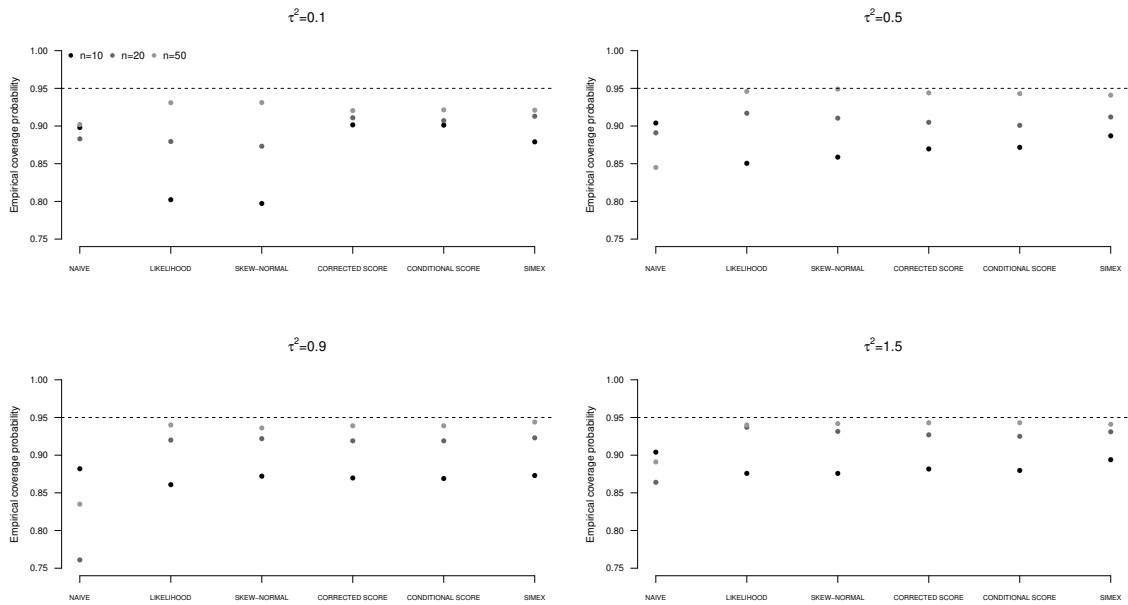 τ²=0.1
Empirical coverage probability
1.00
0.95
0.90
0.85
0.80
0.75
n=10 n=20 n=50
NAIVE LIKELIHOOD SKEW−NORMAL CORRECTED SCORE CONDITIONAL SCORE SIMEX
τ²=0.5
Empirical coverage probability
1.00
0.95
0.90
0.85
0.80
0.75
NAIVE LIKELIHOOD SKEW−NORMAL CORRECTED SCORE CONDITIONAL SCORE SIMEX
τ²=0.9
Empirical coverage probability
1.00
0.95
0.90
0.85
0.80
0.75
NAIVE LIKELIHOOD SKEW−NORMAL CORRECTED SCORE CONDITIONAL SCORE SIMEX
τ²=1.5
Empirical coverage probability
1.00
0.95
0.90
0.85
0.80
0.75
NAIVE LIKELIHOOD SKEW−NORMAL CORRECTED SCORE CONDITIONAL SCORE SIMEX